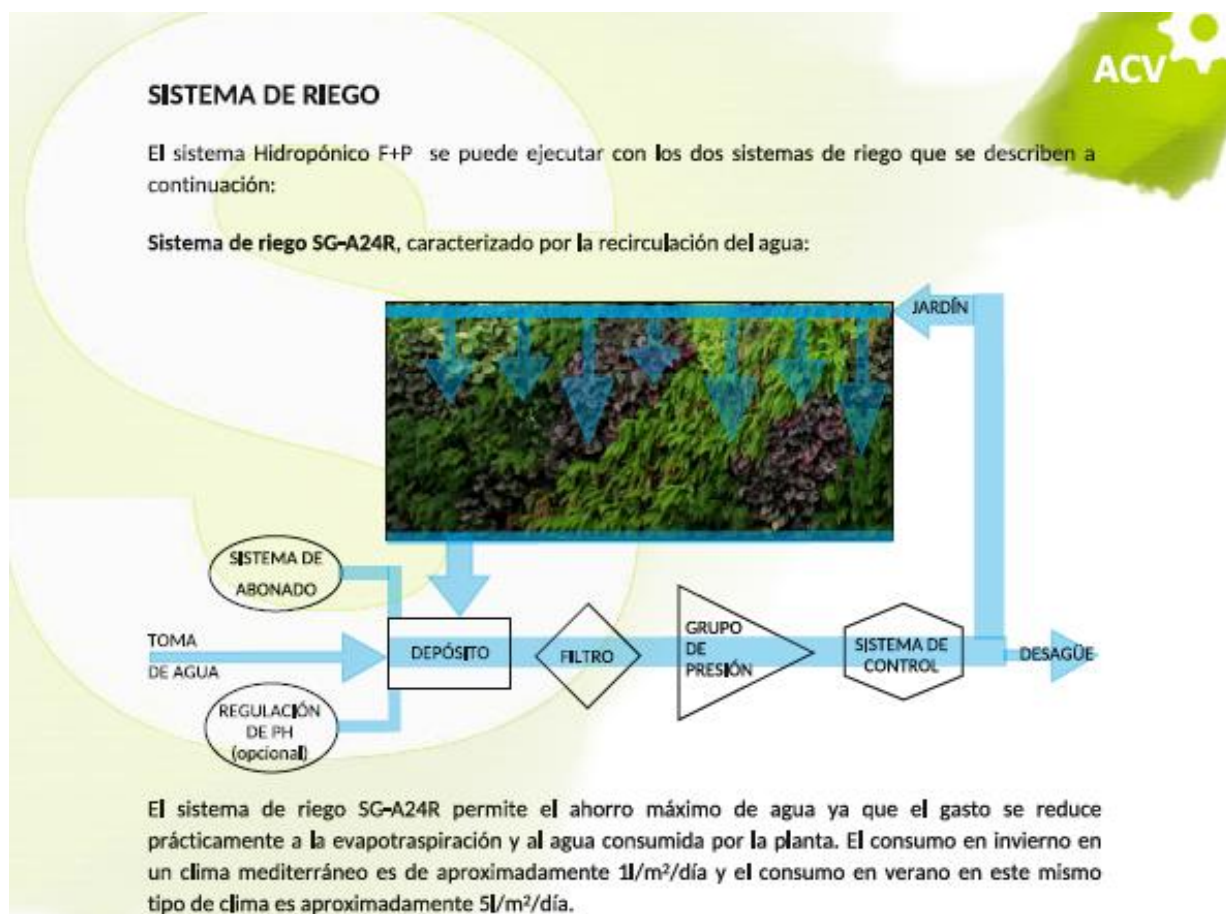 ACV
SISTEMA DE RIEGO
El sistema Hidropónico F+P se puede ejecutar con los dos sistemas de riego que se describen a
continuación:
Sistema de riego SG-A24R, caracterizado por la recirculación del agua:
JARDÍN
SISTEMA DE
ABONADO
TOMA
DE AGUA
REGULACIÓN
DE PH
(opcional)
DEPÓSITO
FILTRO
GRUPO
DE
PRESIÓN
SISTEMA DE
CONTROL
DESAGÜE
El sistema de riego SG-A24R permite el ahorro máximo de agua ya que el gasto se reduce
prácticamente a la evapotraspiración y al agua consumida por la planta. El consumo en invierno en
un clima mediterráneo es de aproximadamente 1l/m²/día y el consumo en verano en este mismo
tipo de clima es aproximadamente 5l/m²/día.